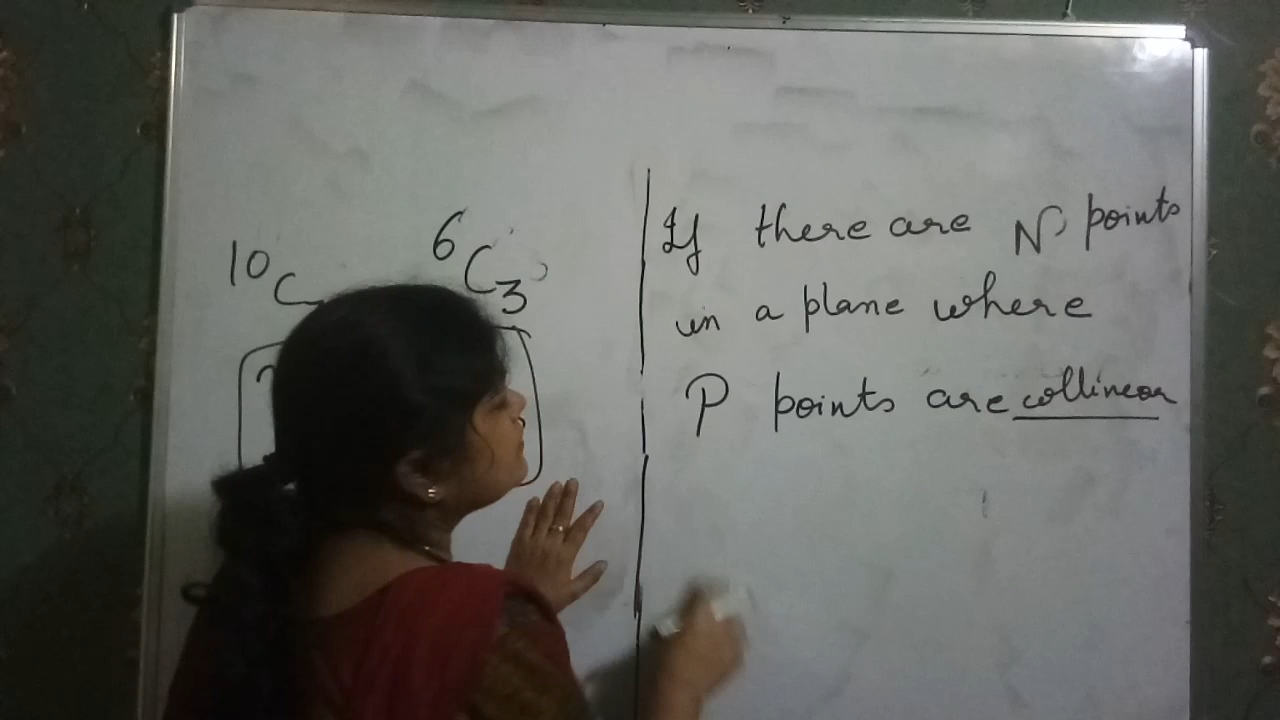 10C 6C3
If there are N points
in a plane where
P points are collinear